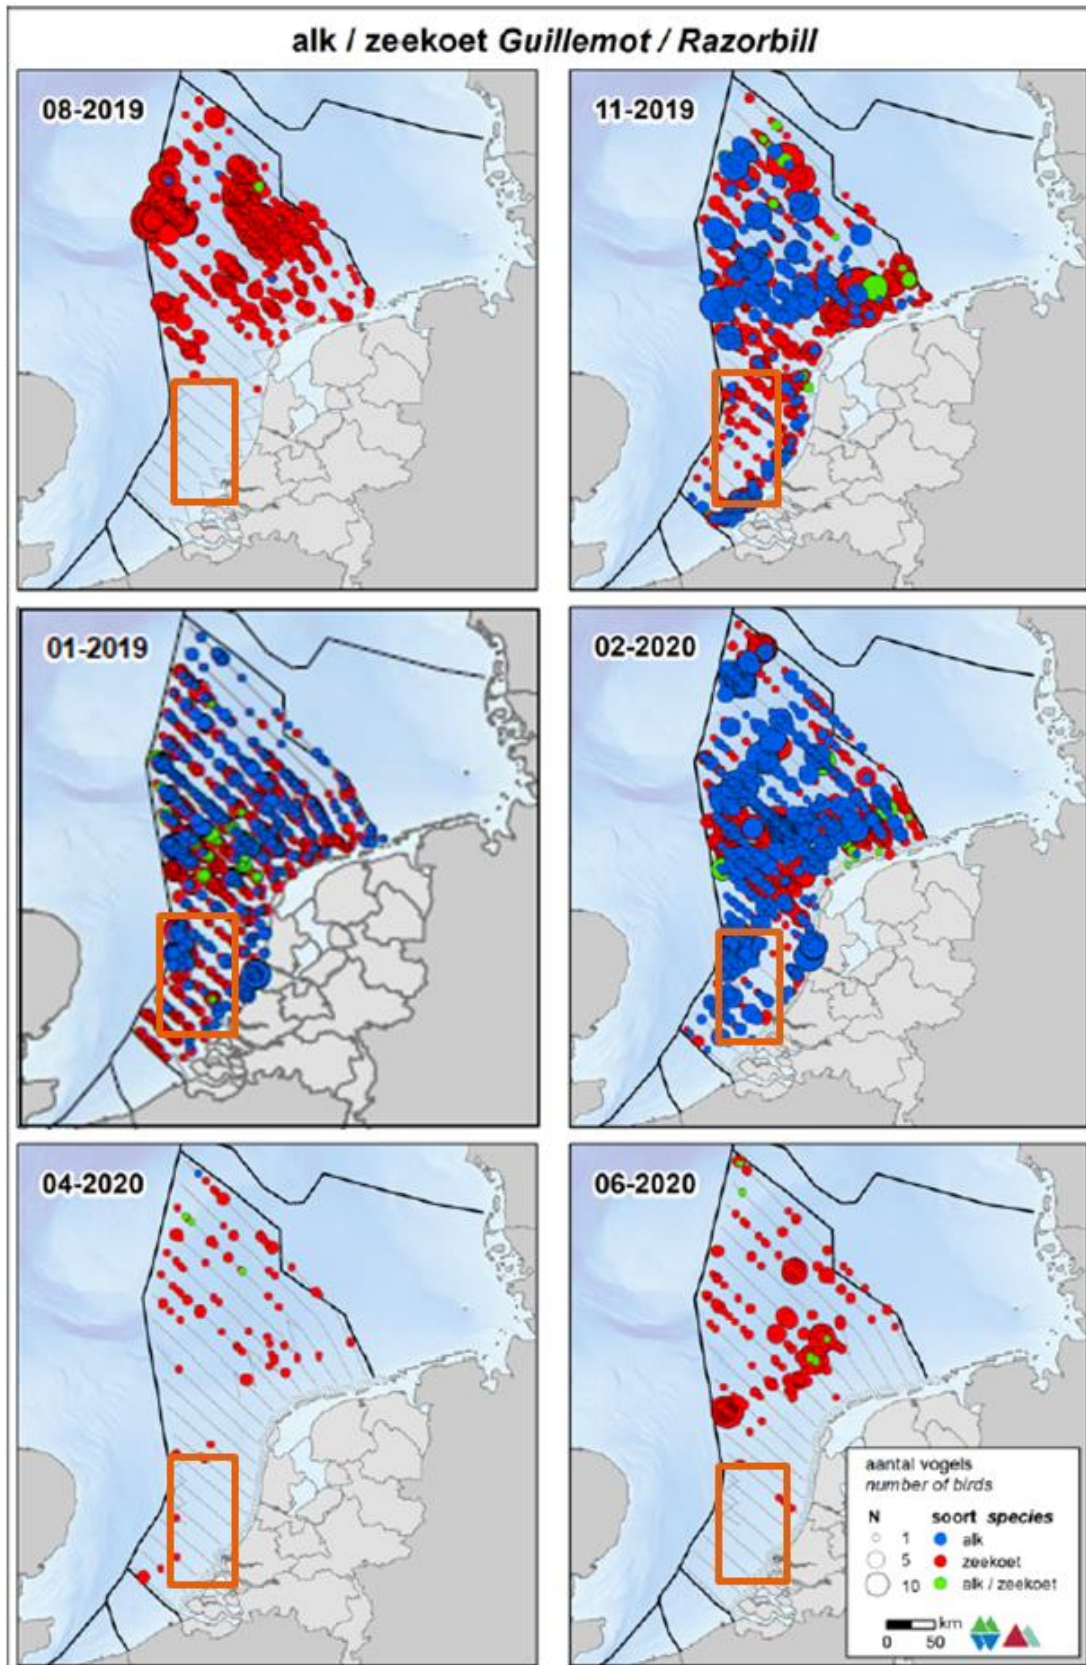 alk / zeekoet Guillemot / Razorbill
08-2019
11-2019
01-2019
02-2020
04-2020
06-2020
aantal vogels
number of birds
N soort species
1 alk
5 zeekoet
10 alk / zeekoet
km
0 50